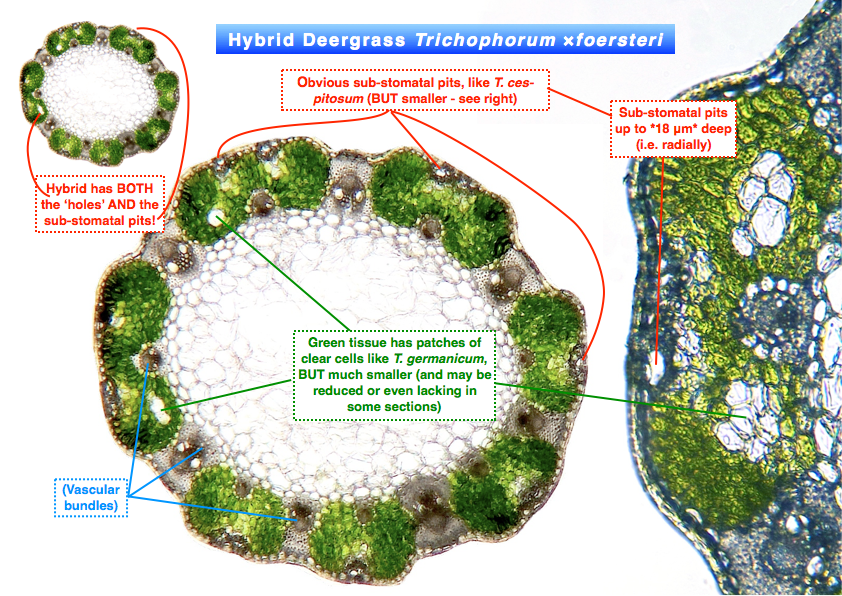 Hybrid Deergrass Trichophorum ×foersteri
Obvious sub-stomatal pits, like T. ces-
pitosum (BUT smaller - see right)
Sub-stomatal pits
up to *18 µm* deep
(i.e. radially)
Hybrid has BOTH
the ‘holes’ AND the
sub-stomatal pits!
Green tissue has patches of
clear cells like T. germanicum,
BUT much smaller (and may be
reduced or even lacking in
some sections)
(Vascular
bundles)